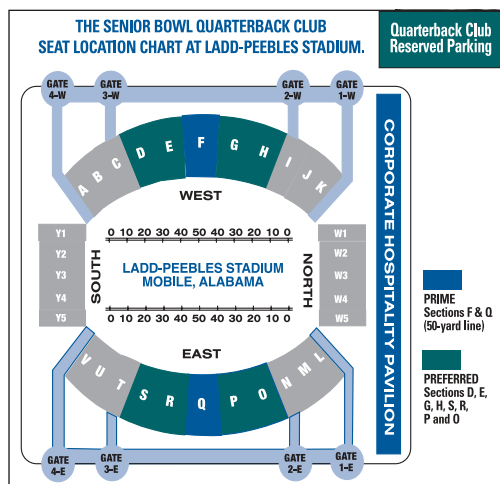 THE SENIOR BOWL QUARTERBACK CLUB
SEAT LOCATION CHART AT LADD-PEEBLES STADIUM.
Quarterback Club
Reserved Parking
GATE
4-W
GATE
3-W
GATE
2-W
GATE
1-W
A B C D E F G H I J K
WEST
0 10 20 30 40 50 40 30 20 10 0
LADD-PEEBLES STADIUM
MOBILE, ALABAMA
0 10 20 30 40 50 40 30 20 10 0
EAST
SOUTH
NORTH
Y1
Y2
Y3
Y4
Y5
W1
W2
W3
W4
W5
V U T S R Q P O N M L
GATE
4-E
GATE
3-E
GATE
2-E
GATE
1-E
CORPORATE HOSPITALITY PAVILION
PRIME
Sections F & Q
(50-yard line)
PREFERRED
Sections D, E,
G, H, S, R,
P and O